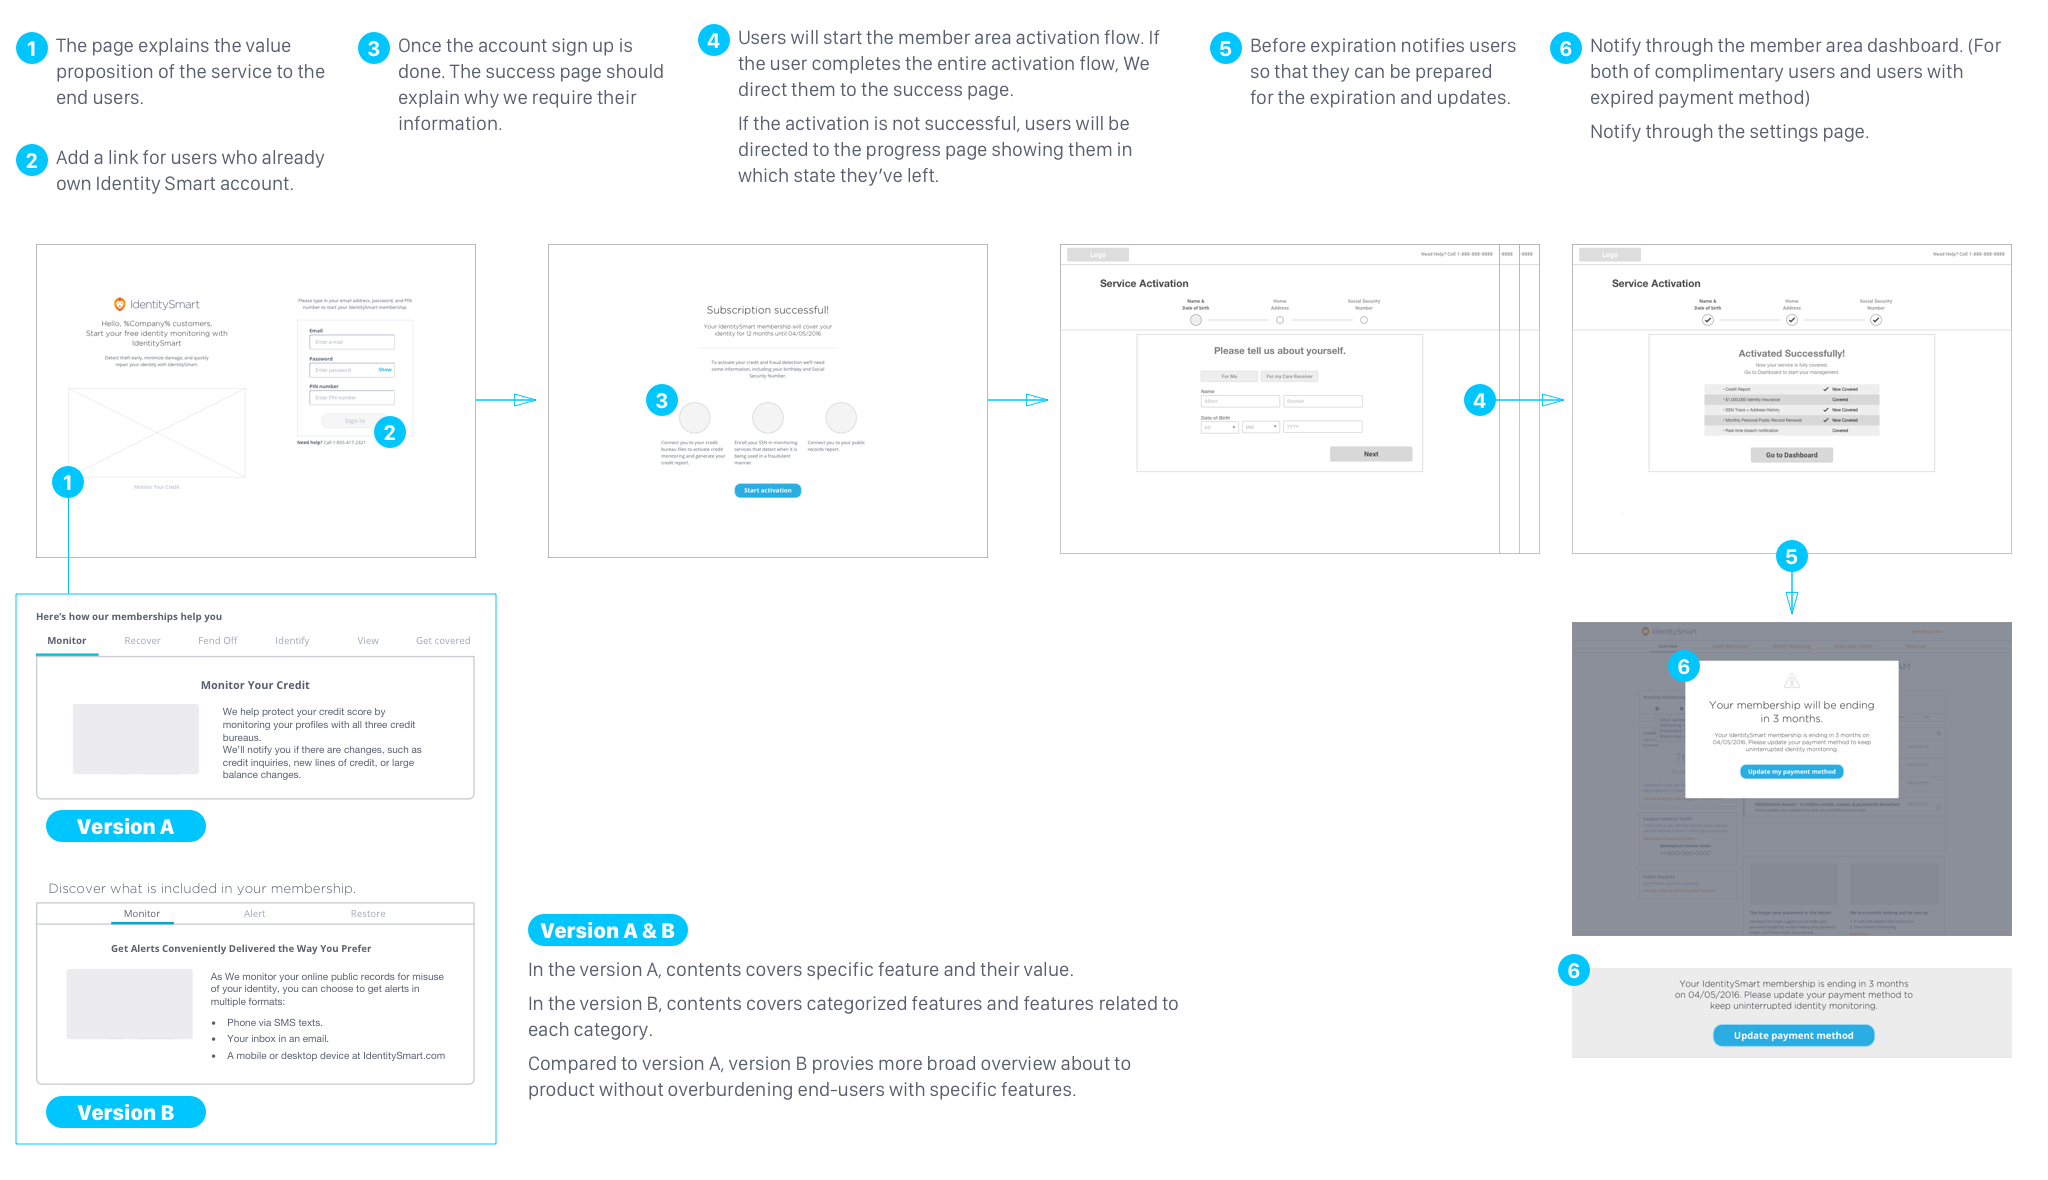 1 The page explains the value
proposition of the service to the
end users.
2 Add a link for users who already
own Identity Smart account.
3 Once the account sign up is
done. The success page should
explain why we require their
information.
4 Users will start the member area activation flow. If
the user completes the entire activation flow, We
direct them to the success page.
If the activation is not successful, users will be
directed to the progress page showing them in
which state they've left.
5 Before expiration notifies users
so that they can be prepared
for the expiration and updates.
6 Notify through the member area dashboard. (For
both of complimentary users and users with
expired payment method)
Notify through the settings page.
IdentitySmart
Hello, %Company% customers,
Start your free identity monitoring with
IdentitySmart
Detect theft early, minimize damage, and quickly
repair your identity with IdentitySmart.
Monitor Your Credit
1
Please type in your email address, password, and PIN
number to start your IdentitySmart membership.
Email
Enter e-mail
Password
Enter password Show
PIN number
Enter PIN number
Sign In
2
Need help? Call 1-855-417-2321
Subscription successful!
Your IdentitySmart membership will cover your
identity for 12 months until 04/05/2016
To activate your credit and fraud detection we'll need
some information, including your birthday and Social
Security Number.
3
Connect you to your credit
bureau files to activate credit
monitoring and generate your
credit report.
Enroll your SSN in monitoring
services that detect when it is
being used in a fraudulent
manner.
Connect you to your public
records report.
Start activation
Logo
Need Help? Call 1-888-888-8888
-8888
-8888
Service Activation
Name &
Date of birth
Home
Address
Social Security
Number
Please tell us about yourself.
For Me
For my Care Receiver
Name
Albert
Einstein
Date of Birth
DD
MM
YYYY
Next
4
Logo
Need Help? Call 1-888-888-8888
Service Activation
Name &
Date of birth
Home
Address
Social Security
Number
Activated Successfully!
Now your service is fully covered.
Go to Dashboard to start your management.
• Credit Report Now Covered
• $1,000,000 Identity Insurance Covered
• SSN Trace + Address History Now Covered
• Monthly Personal Public Record Renewal Now Covered
• Real-time breach notification Covered
Go to Dashboard
5
Here's how our memberships help you
Monitor Recover Fend Off Identify View Get covered
Monitor Your Credit
We help protect your credit score by
monitoring your profiles with all three credit
bureaus.
We'll notify you if there are changes, such as
credit inquiries, new lines of credit, or large
balance changes.
Version A
Discover what is included in your membership.
Monitor Alert Restore
Get Alerts Conveniently Delivered the Way You Prefer
As We monitor your online public records for misuse
of your identity, you can choose to get alerts in
multiple formats:
• Phone via SMS texts.
• Your inbox in an email.
• A mobile or desktop device at IdentitySmart.com
Version B
Version A & B
In the version A, contents covers specific feature and their value.
In the version B, contents covers categorized features and features related to
each category.
Compared to version A, version B provies more broad overview about to
product without overburdening end-users with specific features.
IdentitySmart
Overview
6
Your membership will be ending
in 3 months.
Your IdentitySmart membership is ending in 3 months on
04/05/2016. Please update your payment method to keep
uninterrupted identity monitoring.
Update my payment method
IdentitySmart Service Center
+1-800-000-0000
Public Records
6
Your IdentitySmart membership is ending in 3 months
on 04/05/2016. Please update your payment method to
keep uninterrupted identity monitoring.
Update payment method